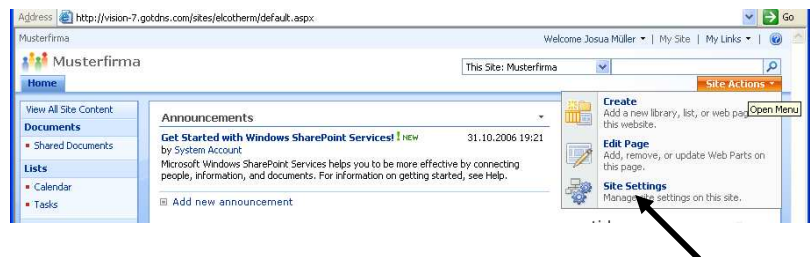 Address http://vision-7.gotdns.com/sites/elcotherm/default.aspx Go
Musterfirma Welcome Josua Müller | My Site | My Links
Musterfirma This Site: Musterfirma
Home Site Actions
View All Site Content
Documents
Shared Documents
Lists
Calendar
Tasks
Announcements
Get Started with Windows SharePoint Services! ! NEW 31.10.2006 19:21
by System Account
Microsoft Windows SharePoint Services helps you to be more effective by connecting
people, information, and documents. For information on getting started, see Help.
Add new announcement
Create
Add a new library, list, or web
this website.
Open Menu
Edit Page
Add, remove, or update Web Parts on
this page.
Site Settings
Manage site settings on this site.